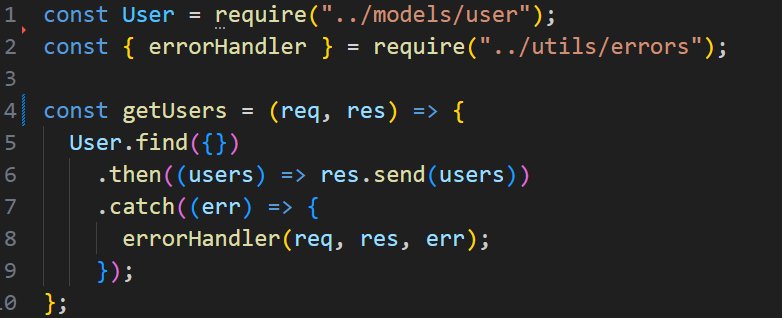 1 const User = require("../models/user");
2 const { errorHandler } = require("../utils/errors");
3
4 const getUsers = (req, res) => {
5 User.find({})
6 .then((users) => res.send(users))
7 .catch((err) => {
8 errorHandler(req, res, err);
9 });
10 };